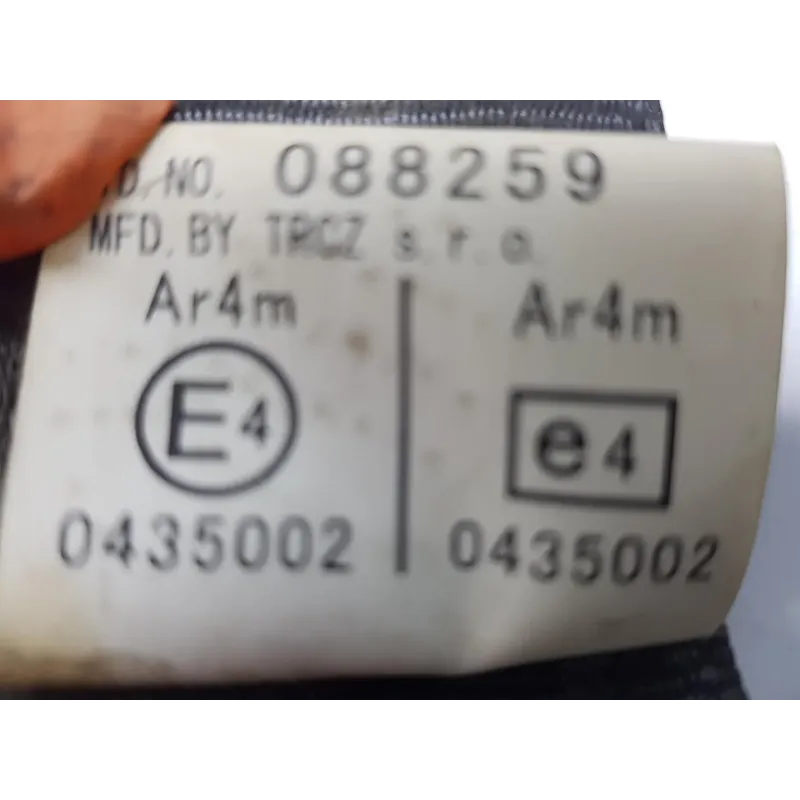 D. NO. 088259
MFD. BY TRCZ s. r. o.
Ar4m Ar4m
E4 e4
0435002 0435002